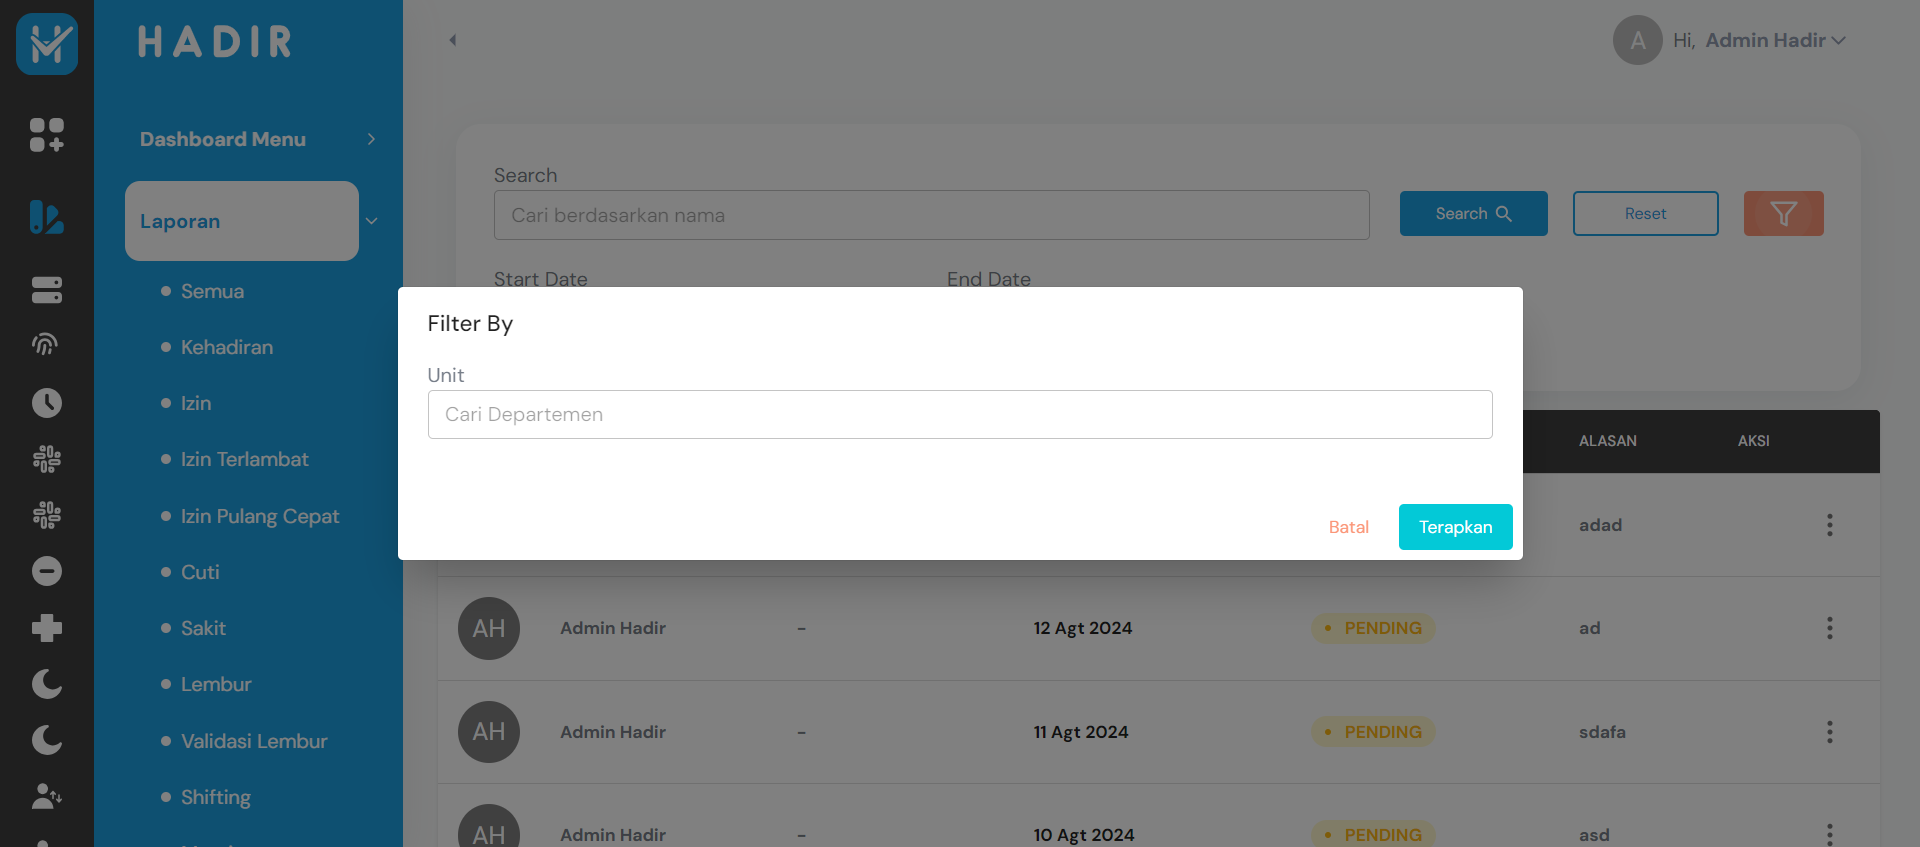 HADIR
Hi, Admin Hadir
A
Dashboard Menu
Laporan
Semua
Kehadiran
Izin
Izin Terlambat
Izin Pulang Cepat
Cuti
Sakit
Lembur
Validasi Lembur
Shifting
Search
Cari berdasarkan nama
Search
Reset
Start Date
End Date
Filter By
Unit
Cari Departemen
Batal
Terapkan
ALASAN
AKSI
adad
AH Admin Hadir - 12 Agt 2024 PENDING ad
AH Admin Hadir - 11 Agt 2024 PENDING sdafa
AH Admin Hadir - 10 Agt 2024 PENDING asd